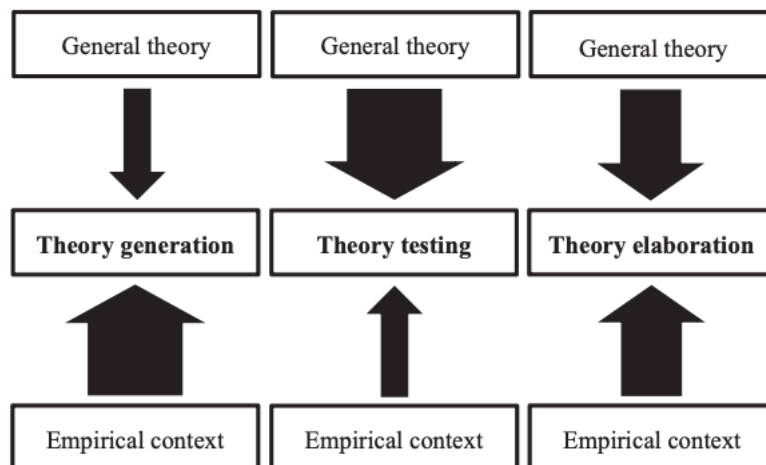 General theory
General theory
General theory
Theory generation
Theory testing
Theory elaboration
Empirical context
Empirical context
Empirical context